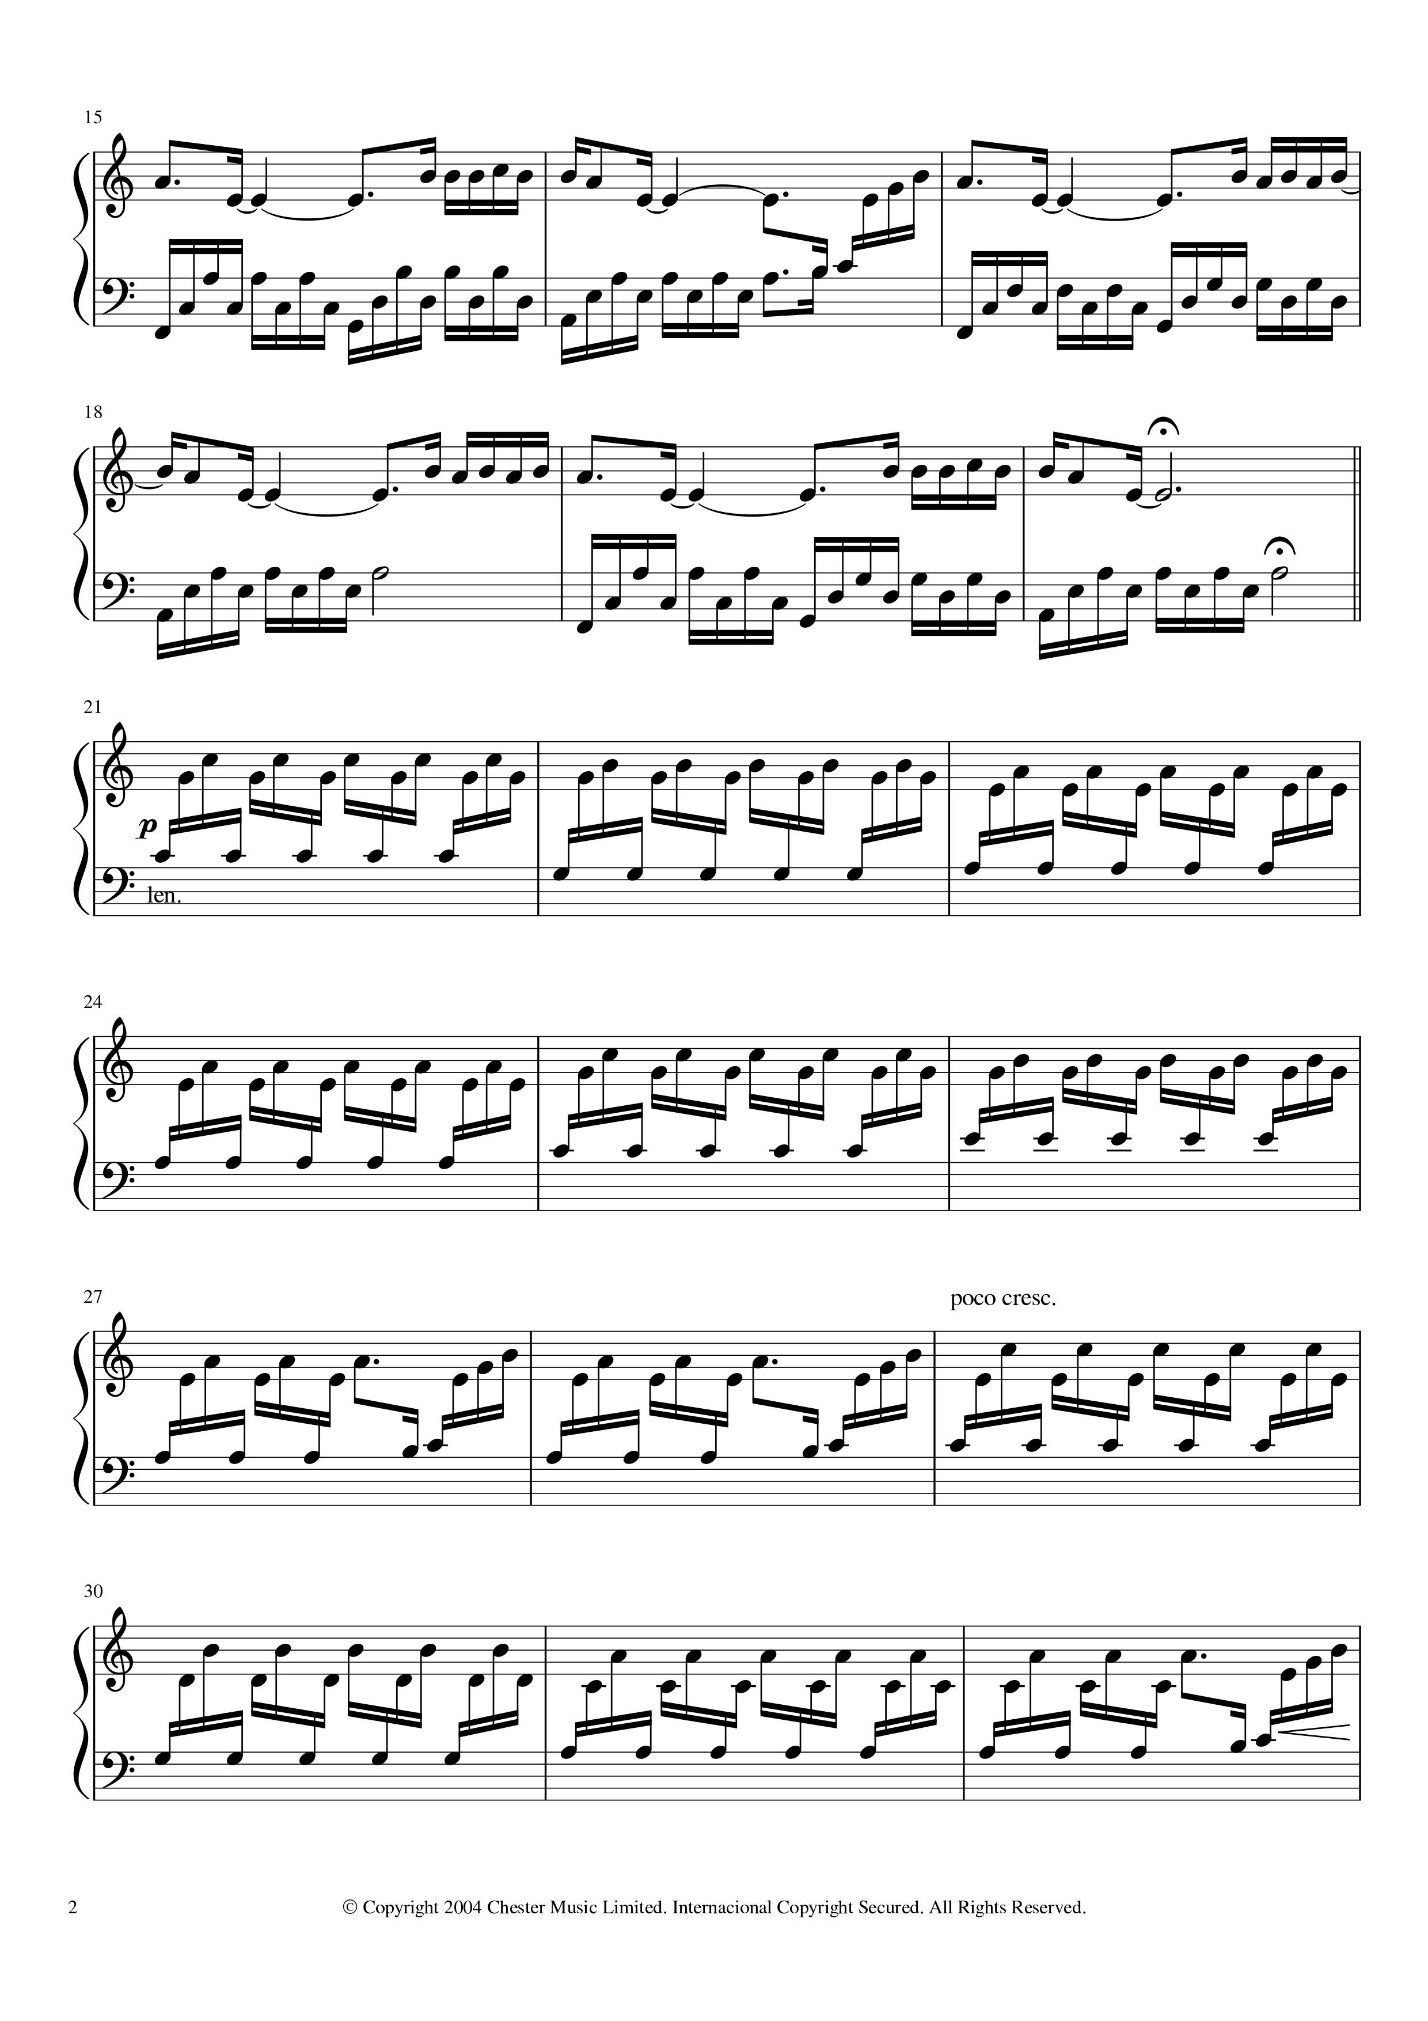 15
18
21
p
len.
24
27
poco cresc.
30
2
© Copyright 2004 Chester Music Limited. Internacional Copyright Secured. All Rights Reserved.